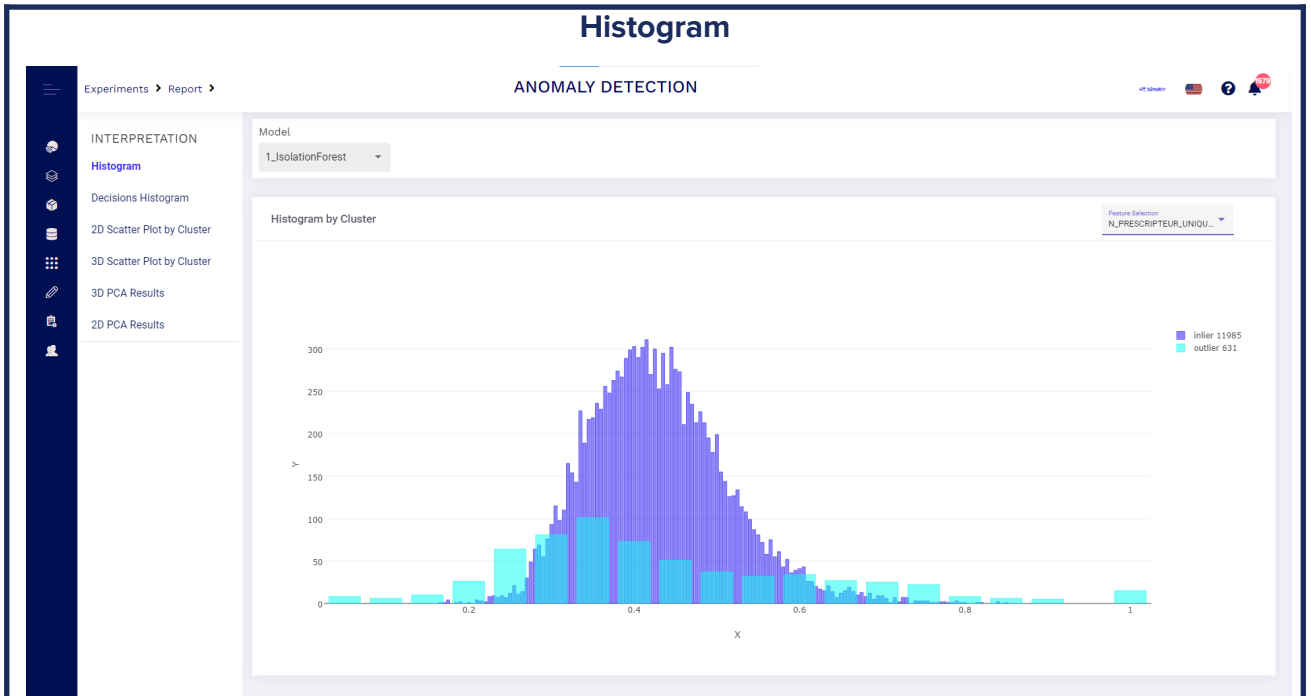 Histogram
Experiments > Report >
ANOMALY DETECTION
INTERPRETATION
Histogram
Decisions Histogram
2D Scatter Plot by Cluster
3D Scatter Plot by Cluster
3D PCA Results
2D PCA Results
Model
1_IsolationForest
Histogram by Cluster
Feature Selection
N_PRESCRIPTEUR_UNIQU...
inlier 11985
outlier 631
300
250
200
150
100
50
0
Y
0.2
0.4
0.6
0.8
1
X